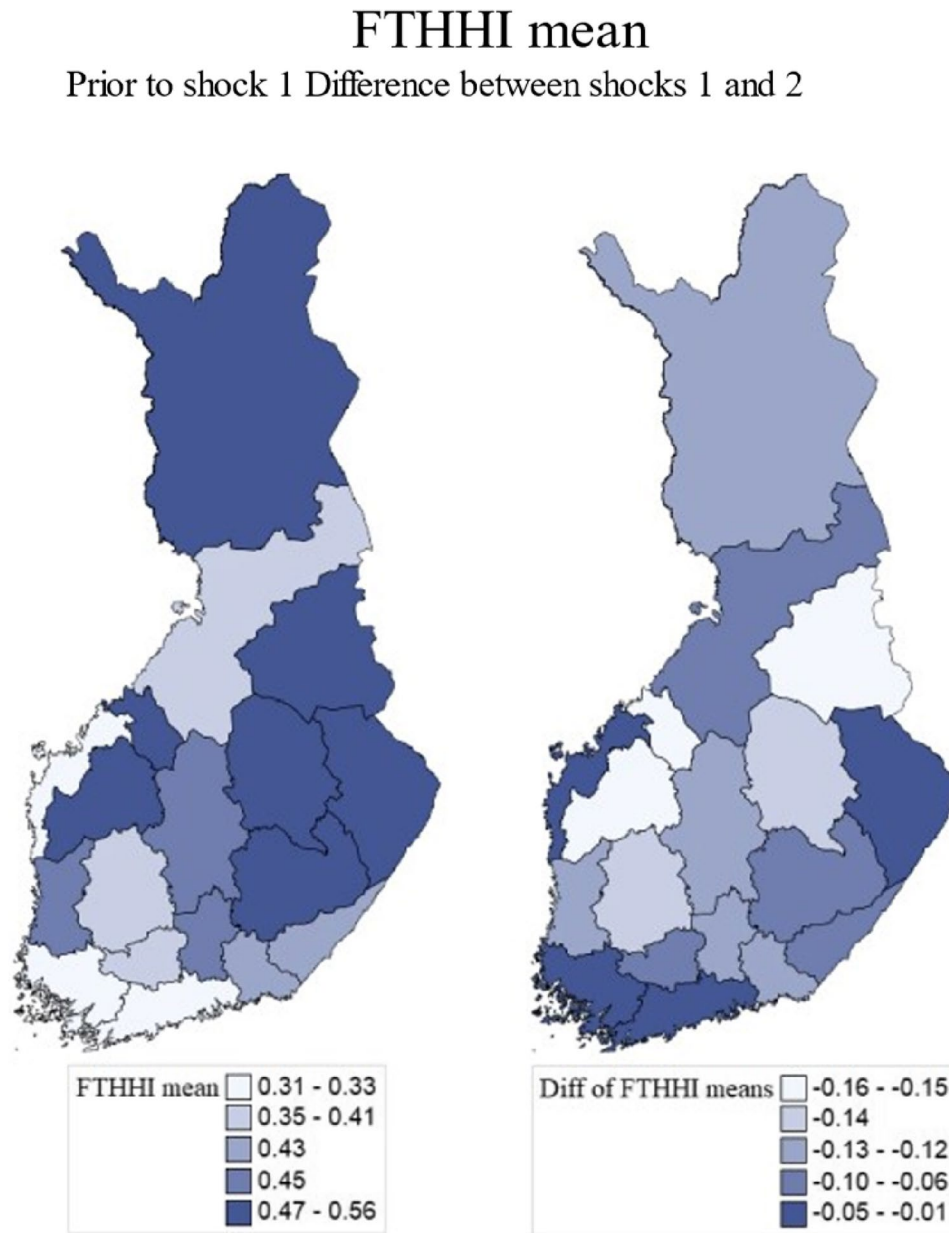 FTHHI mean
Prior to shock 1 Difference between shocks 1 and 2
FTHHI mean
0.31 - 0.33
0.35 - 0.41
0.43
0.45
0.47 - 0.56
Diff of FTHHI means
-0.16 - -0.15
-0.14
-0.13 - -0.12
-0.10 - -0.06
-0.05 - -0.01